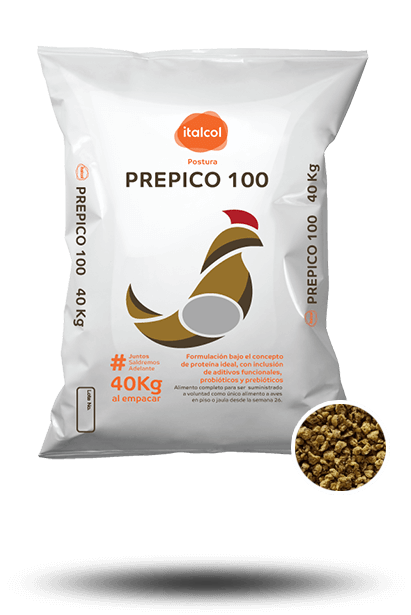 italcol
Postura
PREPICO 100
PREPICO 100 40 Kg
PREPICO 100 40 Kg
# Juntos
Saldremos
Adelante
40Kg
al empacar
Formulación bajo el concepto
de proteína ideal, con inclusión
de aditivos funcionales,
probióticos y prebióticos
Alimento completo para ser suministrado
a voluntad como único alimento a aves
en piso o jaula desde la semana 26.
Lote No.